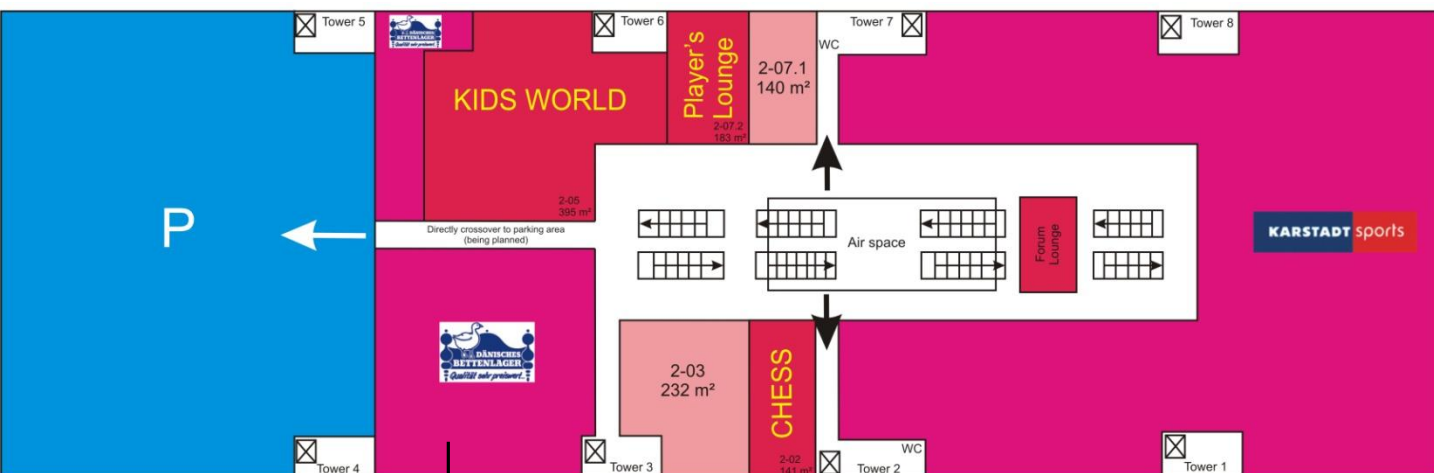 Tower 5
Tower 6
Tower 7
Tower 8
DÄNISCHES
BETTENLAGER
Qualität sehr preiswert.
WC
Player's
Lounge
2-07.1
140 m²
KIDS WORLD
2-07.2
183 m²
2-05
395 m²
P
Directly crossover to parking area
(being planned)
Air space
Forum
Lounge
KARSTADT sports
DÄNISCHES
BETTENLAGER
Qualität sehr preiswert.
2-03
232 m²
CHESS
2-02
141 m²
WC
Tower 4
Tower 3
Tower 2
Tower 1